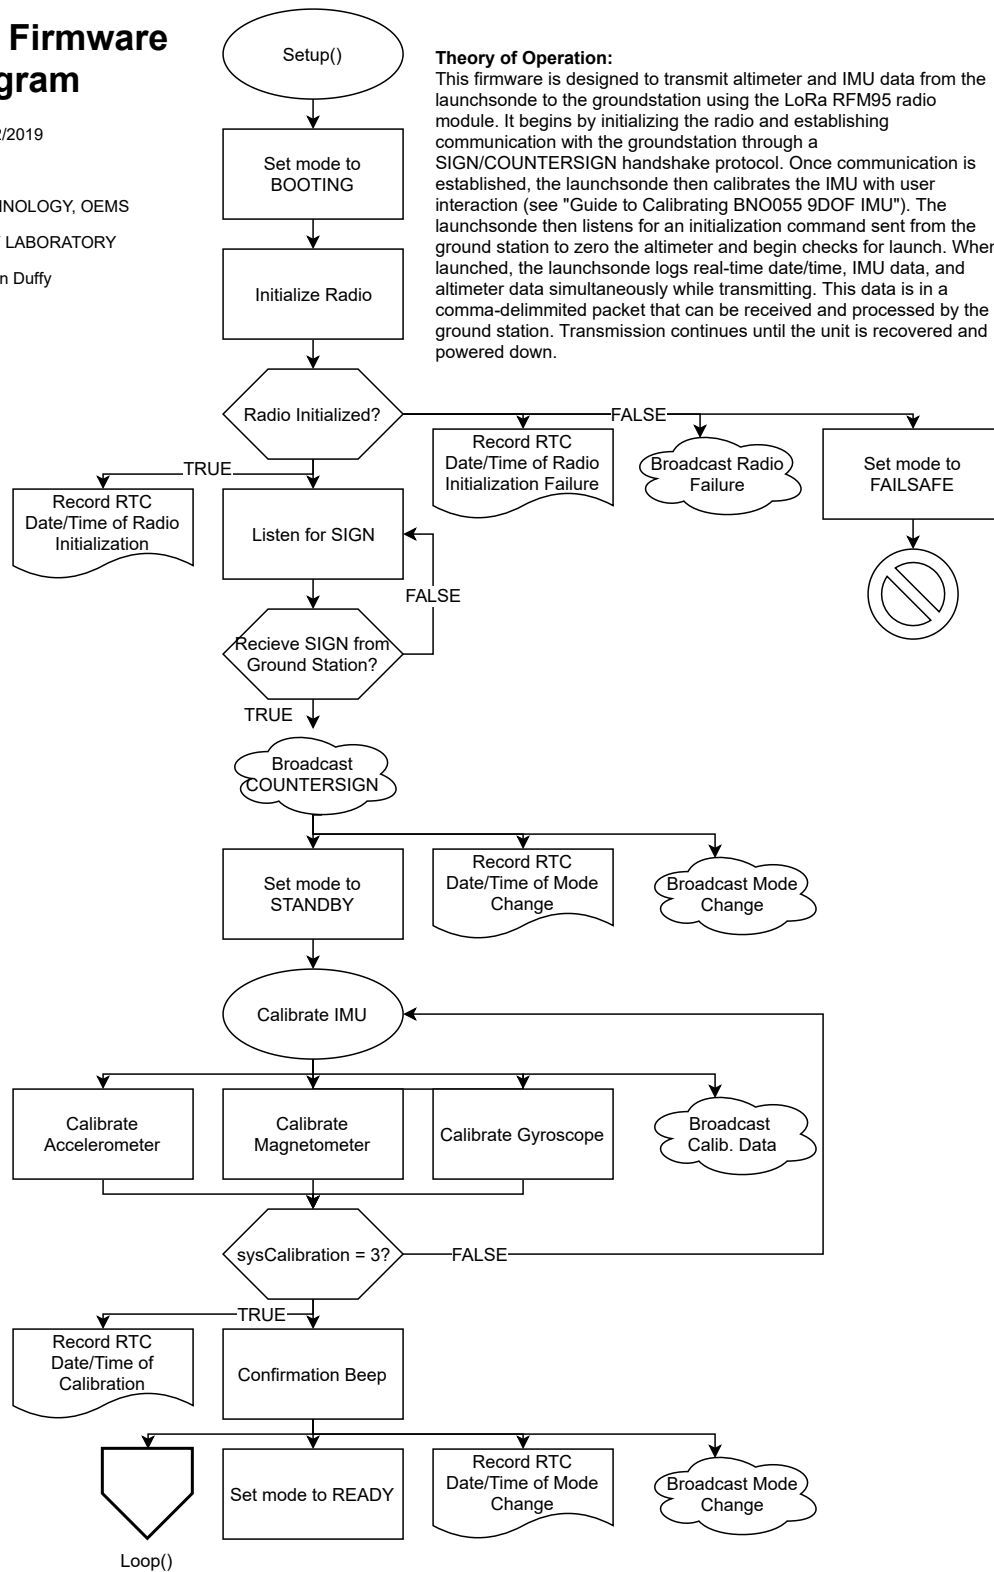 Firmware
gram
/2019
NOLOGY, OEMS
LABORATORY
n Duffy
Setup()
Theory of Operation:
This firmware is designed to transmit altimeter and IMU data from the
launchsonde to the groundstation using the LoRa RFM95 radio
module. It begins by initializing the radio and establishing
communication with the groundstation through a
SIGN/COUNTERSIGN handshake protocol. Once communication is
established, the launchsonde then calibrates the IMU with user
interaction (see "Guide to Calibrating BNO055 9DOF IMU"). The
launchsonde then listens for an initialization command sent from the
ground station to zero the altimeter and begin checks for launch. When
launched, the launchsonde logs real-time date/time, IMU data, and
altimeter data simultaneously while transmitting. This data is in a
comma-delimmited packet that can be received and processed by the
ground station. Transmission continues until the unit is recovered and
powered down.
Set mode to
BOOTING
Initialize Radio
Radio Initialized?
FALSE
Record RTC
Date/Time of Radio
Initialization Failure
Broadcast Radio
Failure
Set mode to
FAILSAFE
TRUE
Record RTC
Date/Time of Radio
Initialization
Listen for SIGN
FALSE
Recieve SIGN from
Ground Station?
TRUE
Broadcast
COUNTERSIGN
Set mode to
STANDBY
Record RTC
Date/Time of Mode
Change
Broadcast Mode
Change
Calibrate IMU
Calibrate
Accelerometer
Calibrate
Magnetometer
Calibrate Gyroscope
Broadcast
Calib. Data
sysCalibration = 3?
FALSE
TRUE
Record RTC
Date/Time of
Calibration
Confirmation Beep
Loop()
Set mode to READY
Record RTC
Date/Time of Mode
Change
Broadcast Mode
Change